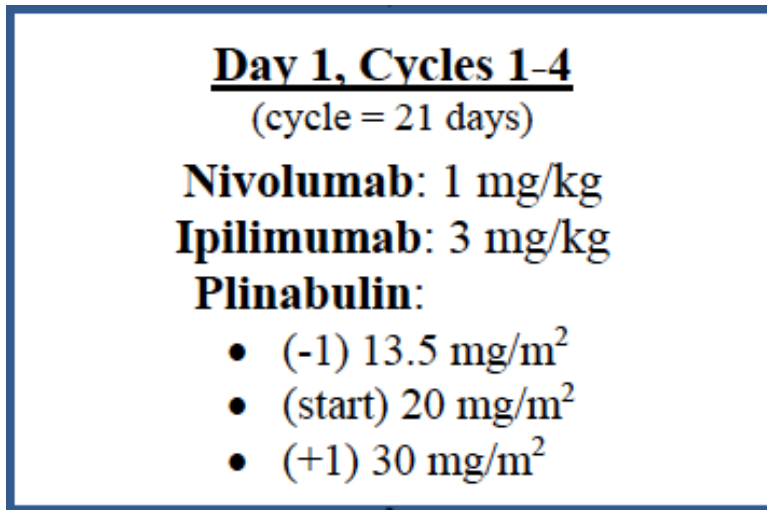 Day 1, Cycles 1-4
(cycle = 21 days)
Nivolumab: 1 mg/kg
Ipilimumab: 3 mg/kg
Plinabulin:
• (-1) 13.5 mg/m²
• (start) 20 mg/m²
• (+1) 30 mg/m²